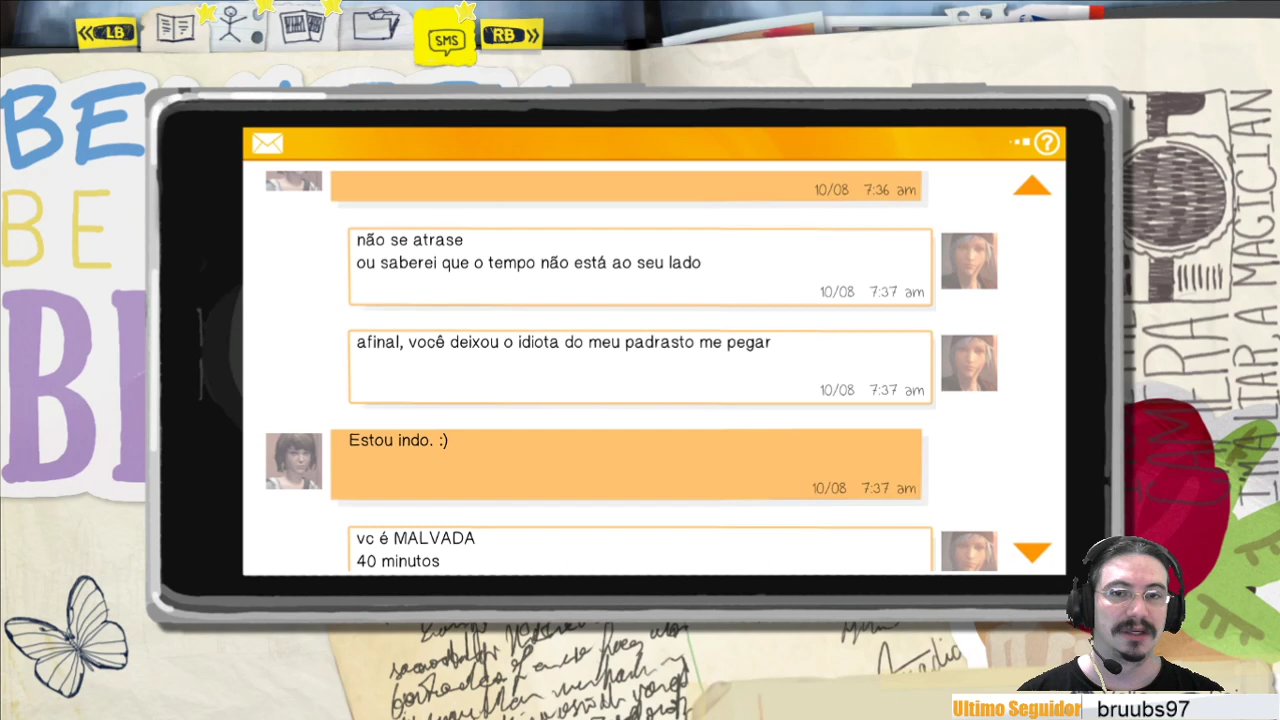 LB
SMS
RB
BE
BE
10/08 7:36 am
não se atrase
ou saberei que o tempo não está ao seu lado
10/08 7:37 am
afinal, você deixou o idiota do meu padrasto me pegar
10/08 7:37 am
Estou indo. :)
10/08 7:37 am
vc é MALVADA
40 minutos
CAMERA
MAGICIAN
Ultimo Seguidor
bruubs97